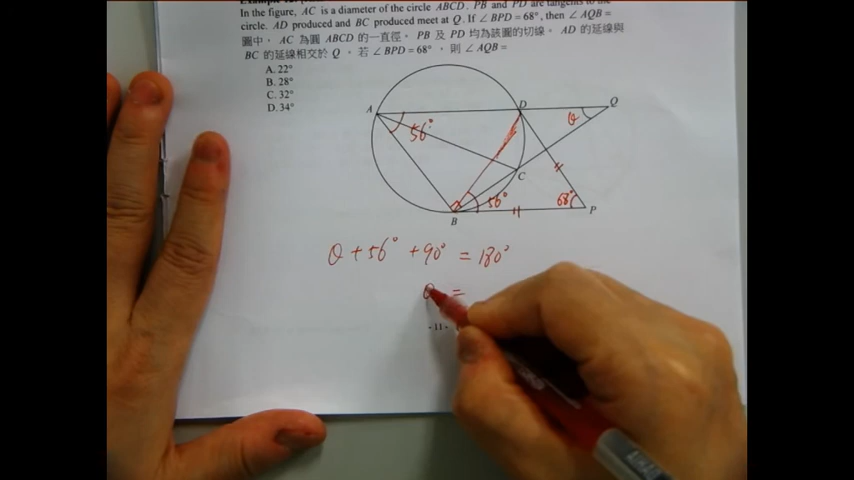 In the figure, AC is a diameter of the circle ABCD. PB and PD are tangents to the
circle. AD produced and BC produced meet at Q. If ∠BPD = 68°, then ∠AQB =
圖中, AC 為圓 ABCD 的一直徑。 PB 及 PD 均為該圓的切線。 AD 的延線與
BC 的延線相交於 Q 。 若 ∠BPD = 68° , 則 ∠AQB =
A. 22°
B. 28°
C. 32°
D. 34°
A
D
Q
θ
56°
C
56°
68°
P
B
θ + 56° + 90° = 180°
θ =
- 11 -